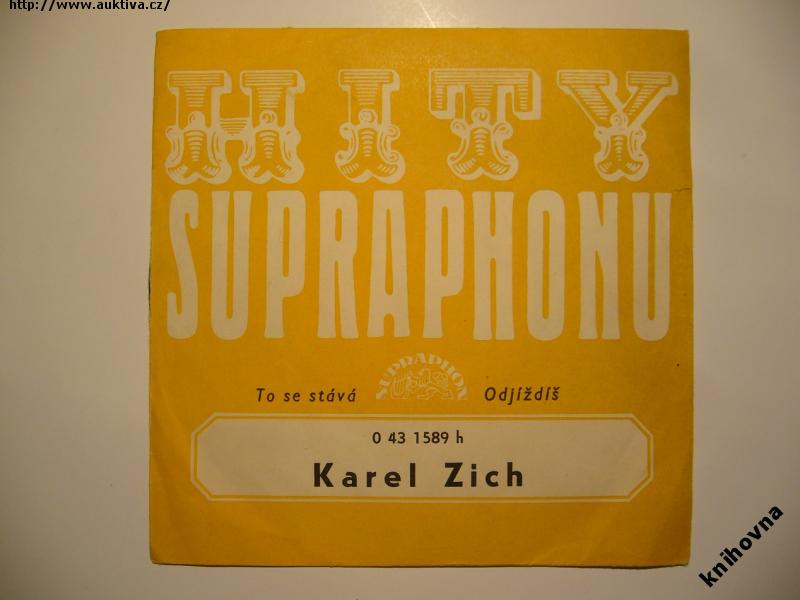 http://www.auktiva.cz/
HITY
SUPRAPHONU
To se stává SUPRAPHON Odjíždíš
0 43 1589 h
Karel Zich
knihovna